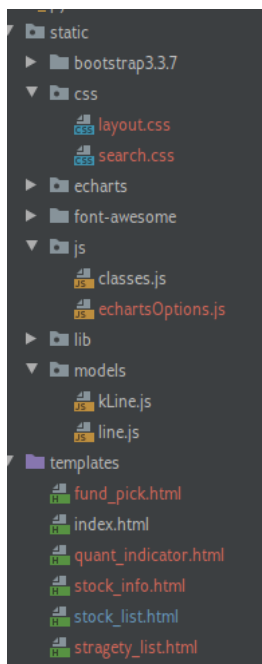 static
bootstrap3.3.7
css
layout.css
search.css
echarts
font-awesome
js
classes.js
echartsOptions.js
lib
models
kLine.js
line.js
templates
fund_pick.html
index.html
quant_indicator.html
stock_info.html
stock_list.html
stragety_list.html